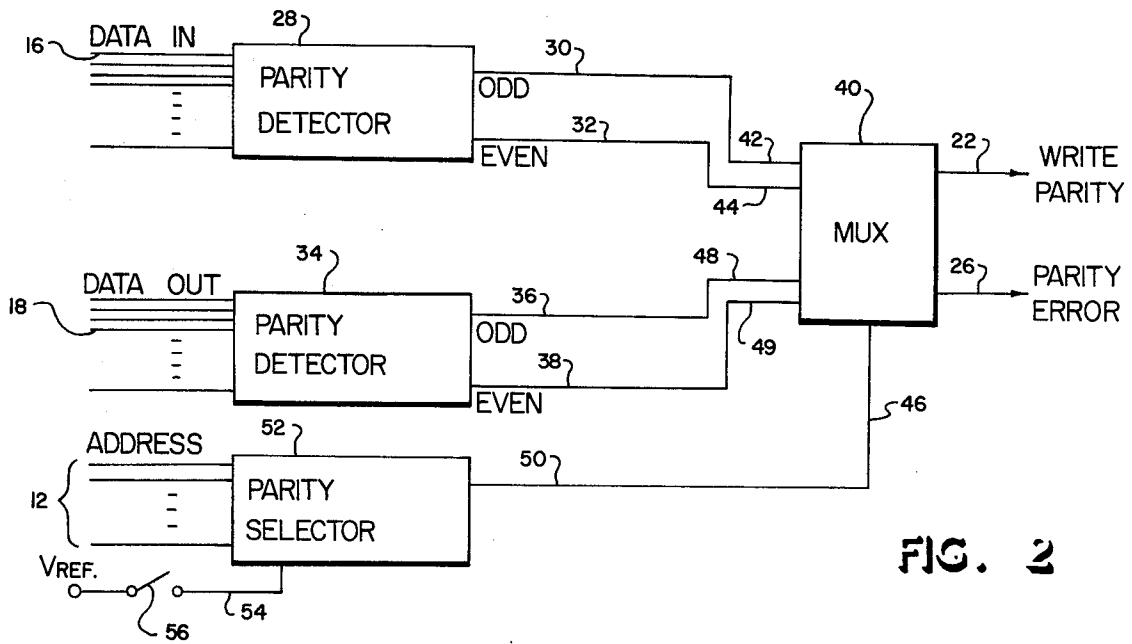 DATA IN
16
28
PARITY
DETECTOR
ODD
30
EVEN
32
42
44
40
MUX
22
WRITE
PARITY
26
PARITY
ERROR
DATA OUT
18
34
PARITY
DETECTOR
ODD
36
EVEN
38
48
49
46
ADDRESS
12
52
PARITY
SELECTOR
50
VREF.
56
54
FIG. 2